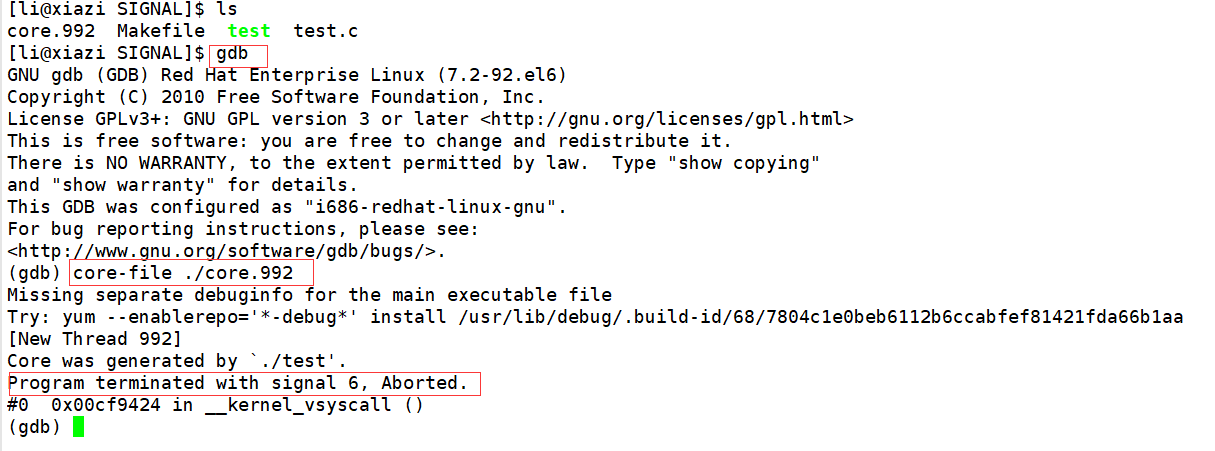 [li@xiazi SIGNAL]$ ls
core.992  Makefile  test  test.c
[li@xiazi SIGNAL]$ gdb
GNU gdb (GDB) Red Hat Enterprise Linux (7.2-92.el6)
Copyright (C) 2010 Free Software Foundation, Inc.
License GPLv3+: GNU GPL version 3 or later <http://gnu.org/licenses/gpl.html>
This is free software: you are free to change and redistribute it.
There is NO WARRANTY, to the extent permitted by law.  Type "show copying"
and "show warranty" for details.
This GDB was configured as "i686-redhat-linux-gnu".
For bug reporting instructions, please see:
<http://www.gnu.org/software/gdb/bugs/>.
(gdb) core-file ./core.992
Missing separate debuginfo for the main executable file
Try: yum --enablerepo='*-debug*' install /usr/lib/debug/.build-id/68/7804c1e0beb6112b6ccabfef81421fda66b1aa
[New Thread 992]
Core was generated by `./test'.
Program terminated with signal 6, Aborted.
#0  0x00cf9424 in __kernel_vsyscall ()
(gdb)